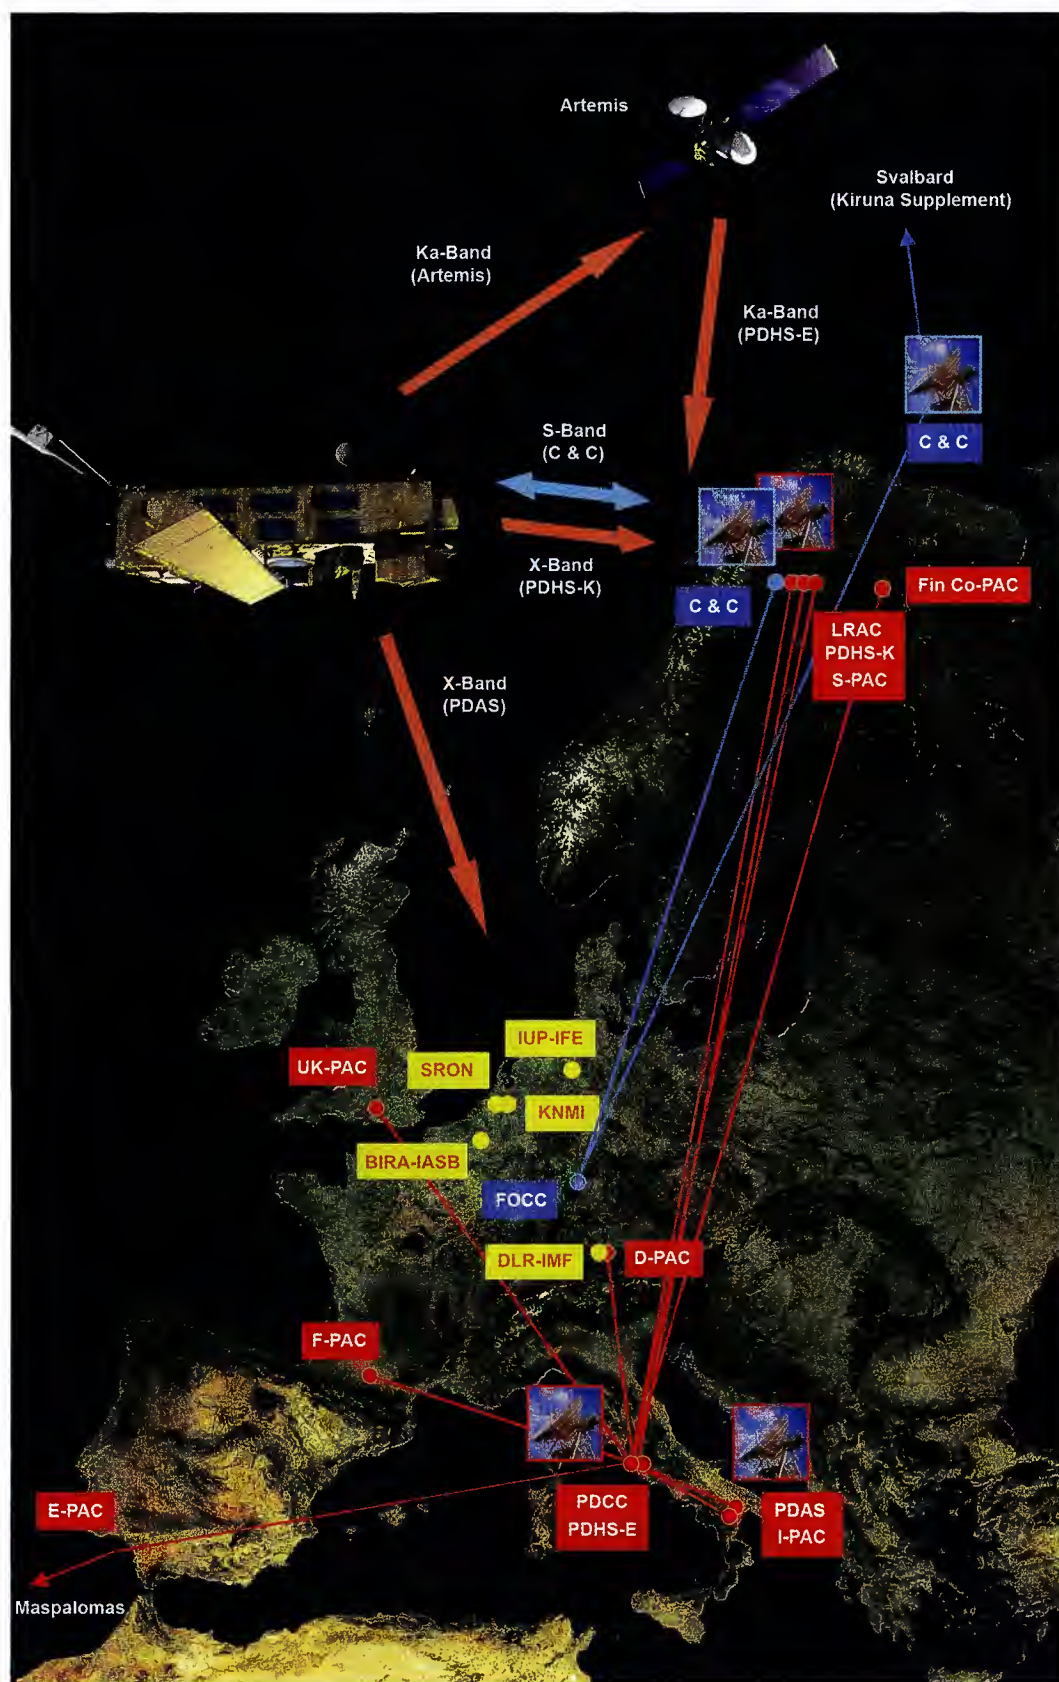 Artemis
Svalbard
(Kiruna Supplement)
Ka-Band
(Artemis)
Ka-Band
(PDHS-E)
S-Band
(C & C)
C & C
X-Band
(PDHS-K)
C & C
Fin Co-PAC
LRAC
PDHS-K
S-PAC
X-Band
(PDAS)
IUP-IFE
UK-PAC
SRON
KNMI
BIRA-IASB
FOCC
DLR-IMF
D-PAC
F-PAC
E-PAC
PDCC
PDHS-E
PDAS
I-PAC
Maspalomas